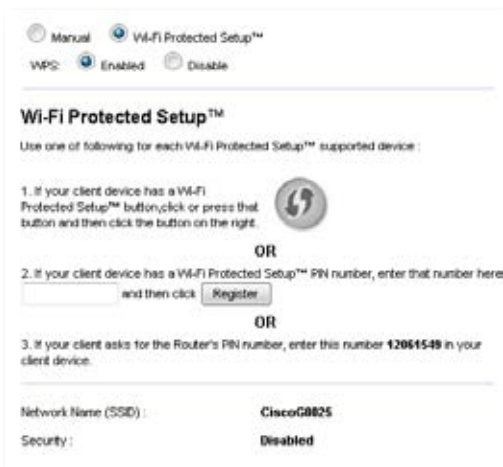 Manual Wi-Fi Protected Setup™
WPS: Enabled Disable
Wi-Fi Protected Setup™
Use one of following for each Wi-Fi Protected Setup™ supported device :
1. If your client device has a Wi-Fi
Protected Setup™ button,click or press that
button and then click the button on the right.
OR
2. If your client device has a Wi-Fi Protected Setup™ PIN number, enter that number here
and then click Register
OR
3. If your client asks for the Router's PIN number, enter this number 12061549 in your
client device.
Network Name (SSID) : CiscoG0025
Security : Disabled